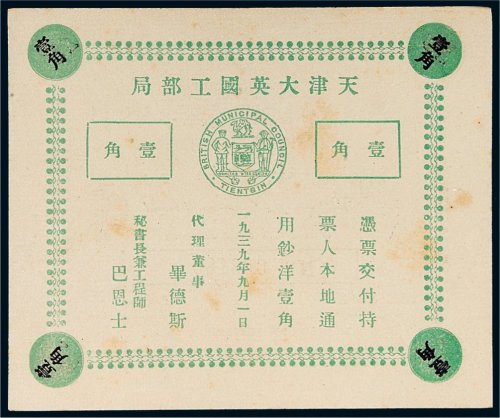 壹角
壹角
局部工國英大津天
BRITISH MUNICIPAL COUNCIL
TIENTSIN
角 壹
角 壹
憑票交付持
票人本地通
用鈔洋壹角
一九三九年九月一日
代理董事
畢德斯
秘書長兼工程師
巴恩士
壹角
壹角